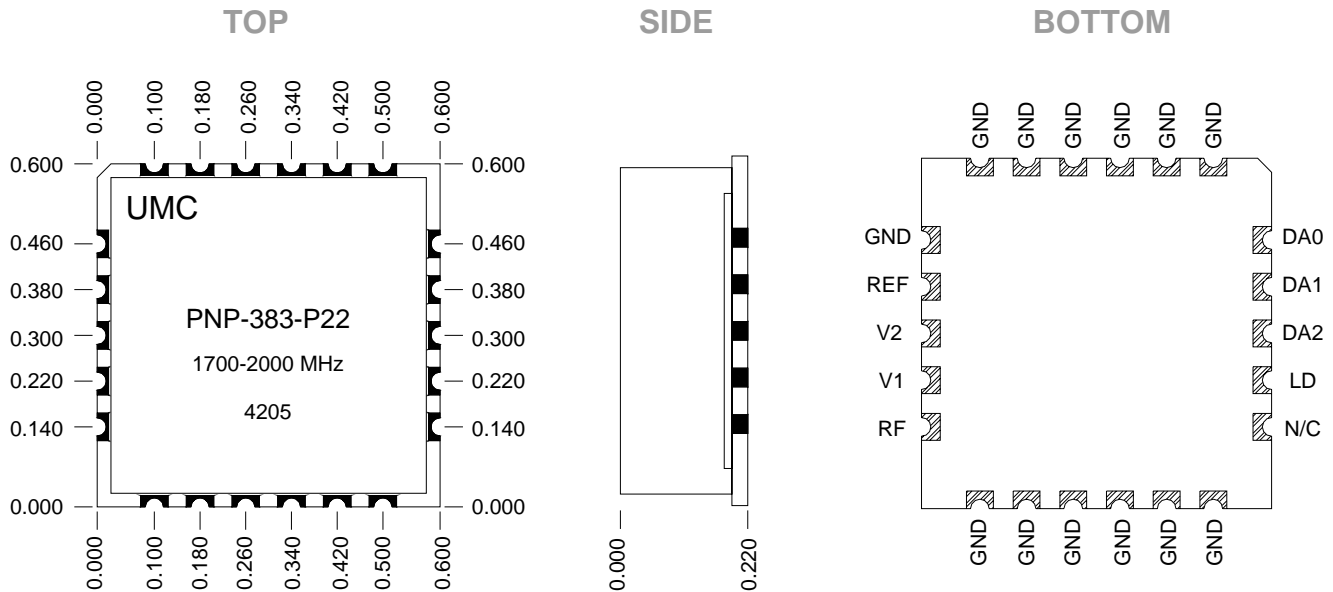 TOP
SIDE
BOTTOM
0.000
0.100
0.180
0.260
0.340
0.420
0.500
0.600
0.600
0.460
0.380
0.300
0.220
0.140
0.000
UMC
PNP-383-P22
1700-2000 MHz
4205
0.600
0.460
0.380
0.300
0.220
0.140
0.000
0.000
0.100
0.180
0.260
0.340
0.420
0.500
0.600
0.000
0.220
GND
GND
GND
GND
GND
GND
GND
REF
V2
V1
RF
DA0
DA1
DA2
LD
N/C
GND
GND
GND
GND
GND
GND